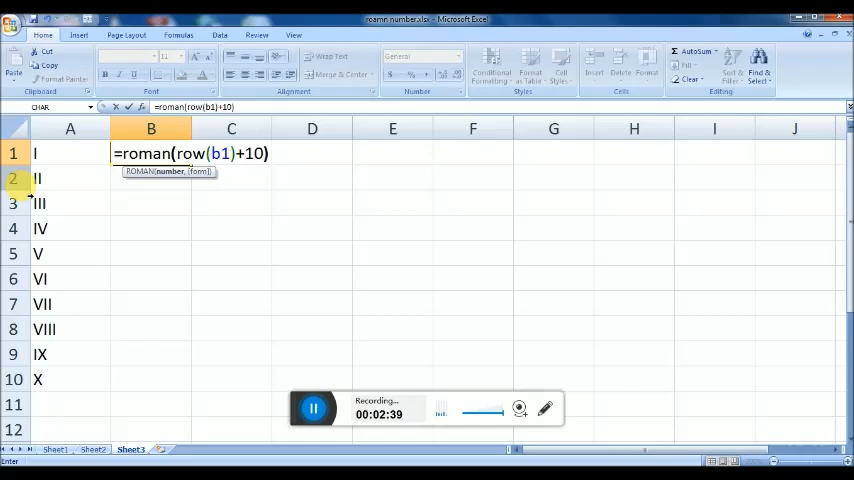 roamn number.xlsx - Microsoft Excel
Home Insert Page Layout Formulas Data Review View
Paste
Cut
Copy
Format Painter
Clipboard
11
Font
Wrap Text
Merge & Center
Alignment
General
Number
Conditional Formatting
Format as Table
Cell Styles
Styles
Insert
Delete
Format
Cells
AutoSum
Fill
Clear
Sort & Filter
Find & Select
Editing
CHAR =roman(row(b1)+10)
A B C D E F G H I J
1 I =roman(row(b1)+10)
ROMAN(number, [form])
2 II
3 III
4 IV
5 V
6 VI
7 VII
8 VIII
9 IX
10 X
11
12
Recording...
00:02:39
Sheet1 Sheet2 Sheet3
Enter